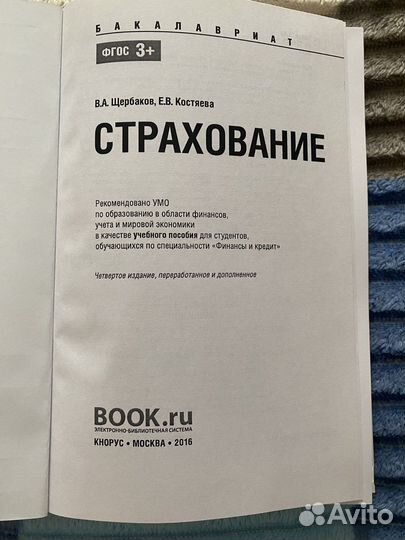 БАКАЛАВРИАТ
ФГОС 3+
В.А. Щербаков, Е.В. Костяева
СТРАХОВАНИЕ
Рекомендовано УМО
по образованию в области финансов,
учета и мировой экономики
в качестве учебного пособия для студентов,
обучающихся по специальности «Финансы и кредит»
Четвертое издание, переработанное и дополненное
BOOK.ru
ЭЛЕКТРОННО-БИБЛИОТЕЧНАЯ СИСТЕМА
КНОРУС • МОСКВА • 2016
Avito